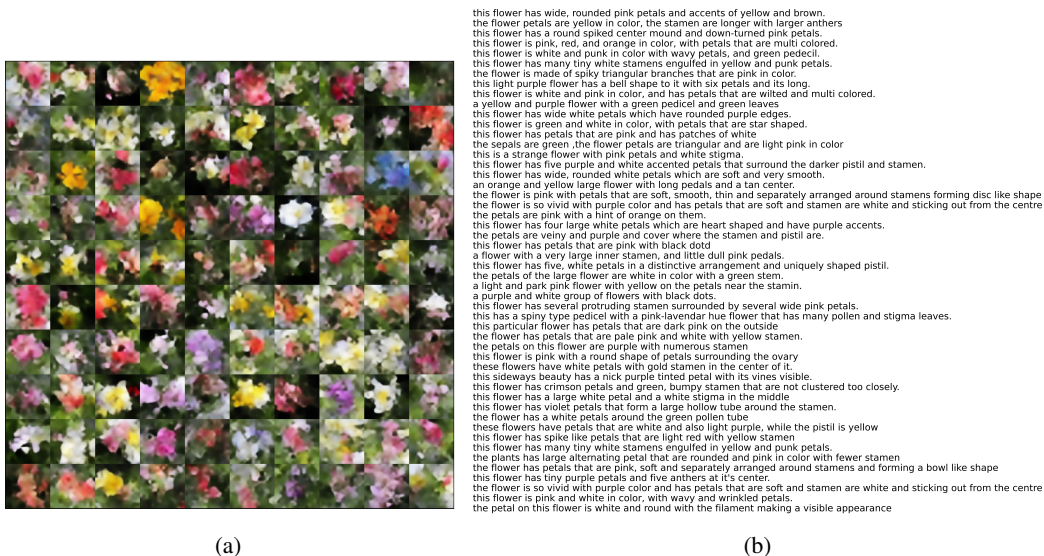 this flower has wide, rounded pink petals and accents of yellow and brown.
the flower petals are yellow in color, the stamen are longer with larger anthers
this flower has a round spiked center mound and down-turned pink petals.
this flower is pink, red, and orange in color, with petals that are multi colored.
this flower is white and punk in color with wavy petals, and green pedecil.
this flower has many tiny white stamens engulfed in yellow and punk petals.
the flower is made of spiky triangular branches that are pink in color.
this light purple flower has a bell shape to it with six petals and its long.
this flower is white and pink in color, and has petals that are wilted and multi colored.
a yellow and purple flower with a green pedicel and green leaves
this flower has wide white petals which have rounded purple edges.
this flower is green and white in color, with petals that are star shaped.
this flower has petals that are pink and has patches of white
the sepals are green ,the flower petals are triangular and are light pink in color
this is a strange flower with pink petals and white stigma.
this flower has five purple and white accented petals that surround the darker pistil and stamen.
this flower has wide, rounded white petals which are soft and very smooth.
an orange and yellow large flower with long pedals and a tan center.
the flower is pink with petals that are soft, smooth, thin and separately arranged around stamens forming disc like shape
the flower is so vivid with purple color and has petals that are soft and stamen are white and sticking out from the centre
the petals are pink with a hint of orange on them.
this flower has four large white petals which are heart shaped and have purple accents.
the petals are veiny and purple and cover where the stamen and pistil are.
this flower has petals that are pink with black dotd
a flower with a very large inner stamen, and little dull pink pedals.
this flower has five, white petals in a distinctive arrangement and uniquely shaped pistil.
the petals of the large flower are white in color with a green stem.
a light and park pink flower with yellow on the petals near the stamin.
a purple and white group of flowers with black dots.
this flower has several protruding stamen surrounded by several wide pink petals.
this has a spiny type pedicel with a pink-lavendar hue flower that has many pollen and stigma leaves.
this particular flower has petals that are dark pink on the outside
the flower has petals that are pale pink and white with yellow stamen.
the petals on this flower are purple with numerous stamen
this flower is pink with a round shape of petals surrounding the ovary
these flowers have white petals with gold stamen in the center of it.
this sideways beauty has a nick purple tinted petal with its vines visible.
this flower has crimson petals and green, bumpy stamen that are not clustered too closely.
this flower has a large white petal and a white stigma in the middle
this flower has violet petals that form a large hollow tube around the stamen.
the flower has a white petals around the green pollen tube
these flowers have petals that are white and also light purple, while the pistil is yellow
this flower has spike like petals that are light red with yellow stamen
this flower has many tiny white stamens engulfed in yellow and punk petals.
the plants has large alternating petal that are rounded and pink in color with fewer stamen
the flower has petals that are pink, soft and separately arranged around stamens and forming a bowl like shape
this flower has tiny purple petals and five anthers at it's center.
the flower is so vivid with purple color and has petals that are soft and stamen are white and sticking out from the centre
this flower is pink and white in color, with wavy and wrinkled petals.
the petal on this flower is white and round with the filament making a visible appearance
(a)
(b)